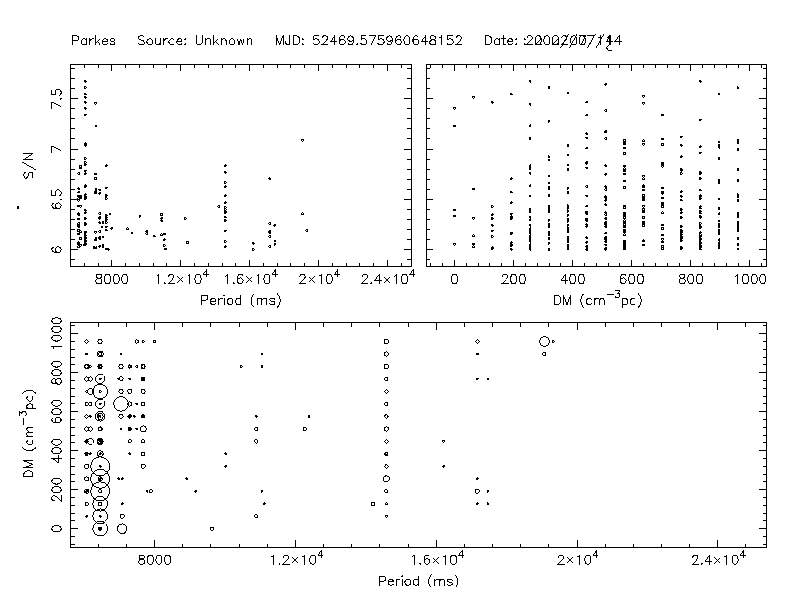 Parkes Source: Unknown MJD: 52469.575960648152 Date:
S/N
7.5
7
6.5
6
8000 1.2×10⁴ 1.6×10⁴ 2×10⁴ 2.4×10⁴
Period (ms)
0 200 400 600 800 1000
DM (cm⁻³pc)
DM (cm⁻³pc)
1000
800
600
400
200
0
8000 1.2×10⁴ 1.6×10⁴ 2×10⁴ 2.4×10⁴
Period (ms)